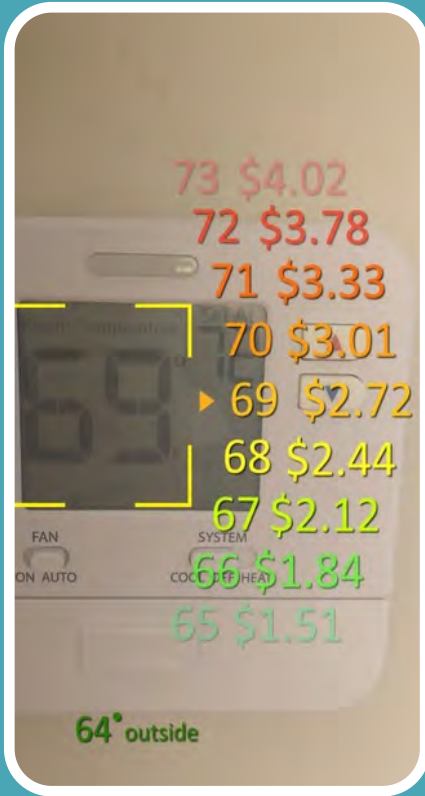 73 $4.02
72 $3.78
71 $3.33
70 $3.01
69 $2.72
68 $2.44
67 $2.12
66 $1.84
65 $1.51
69
FAN
SYSTEM
ON AUTO
COOL OFF HEAT
64° outside